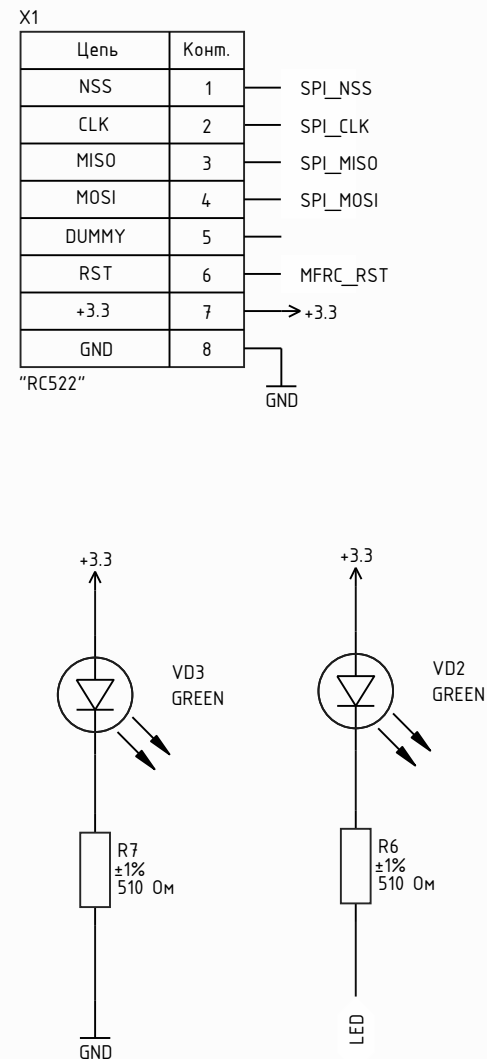 X1
Цепь Конт.
NSS 1 SPI_NSS
CLK 2 SPI_CLK
MISO 3 SPI_MISO
MOSI 4 SPI_MOSI
DUMMY 5
RST 6 MFRC_RST
+3.3 7 +3.3
GND 8
"RC522"
GND
+3.3
VD3
GREEN
R7
±1%
510 Ом
GND
+3.3
VD2
GREEN
R6
±1%
510 Ом
LED